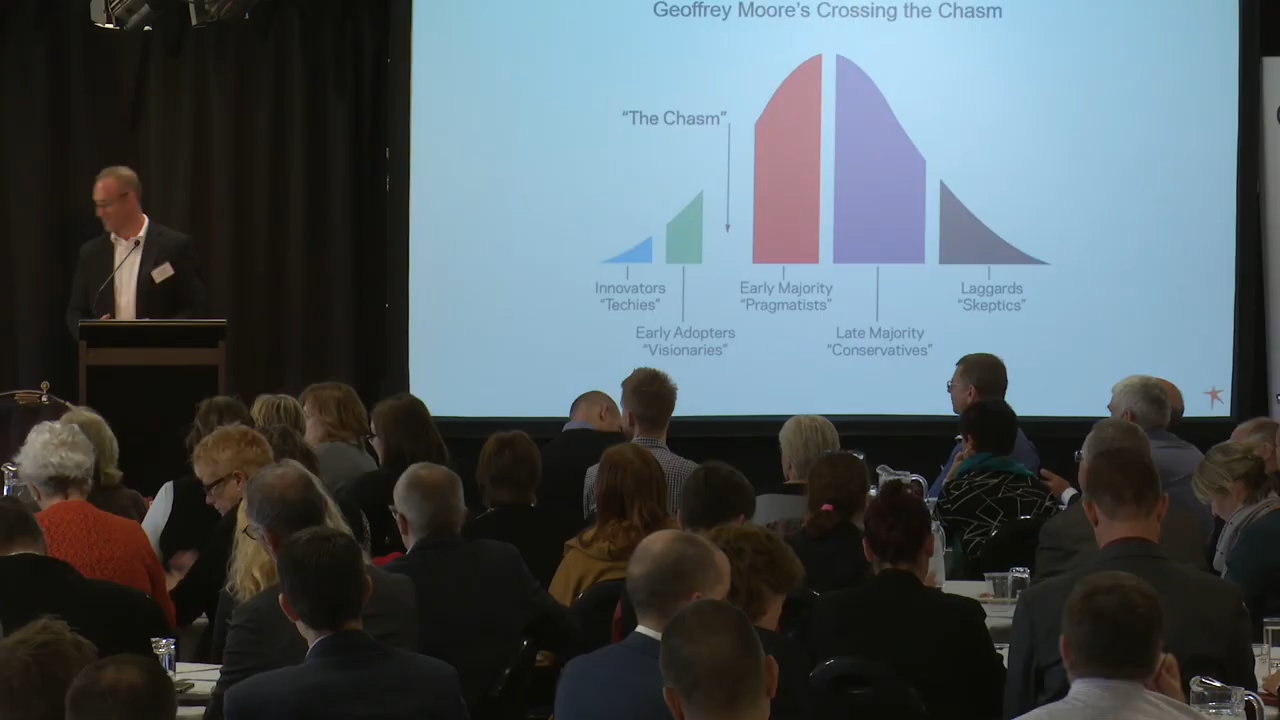 Geoffrey Moore's Crossing the Chasm
“The Chasm”
Innovators
“Techies”
Early Adopters
“Visionaries”
Early Majority
“Pragmatists”
Late Majority
“Conservatives”
Laggards
“Skeptics”